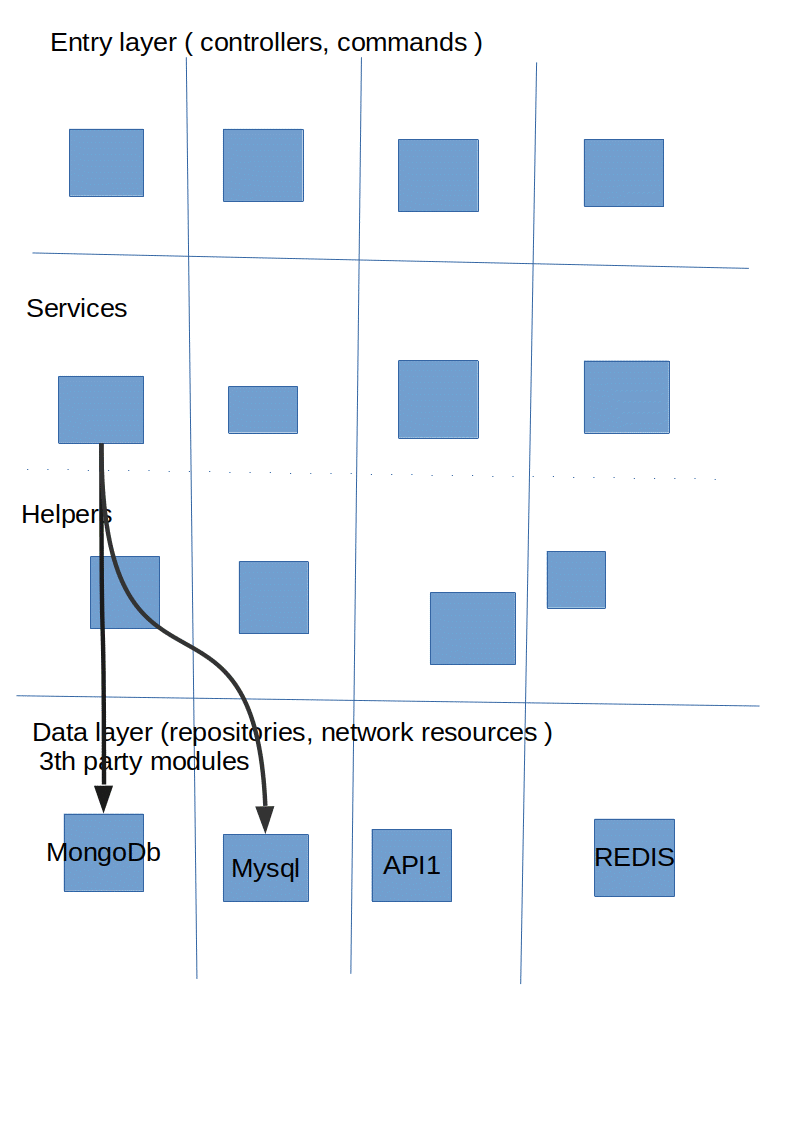 Entry layer ( controllers, commands )
Services
Helpers
Data layer (repositories, network resources )
3th party modules
MongoDb
Mysql
API1
REDIS